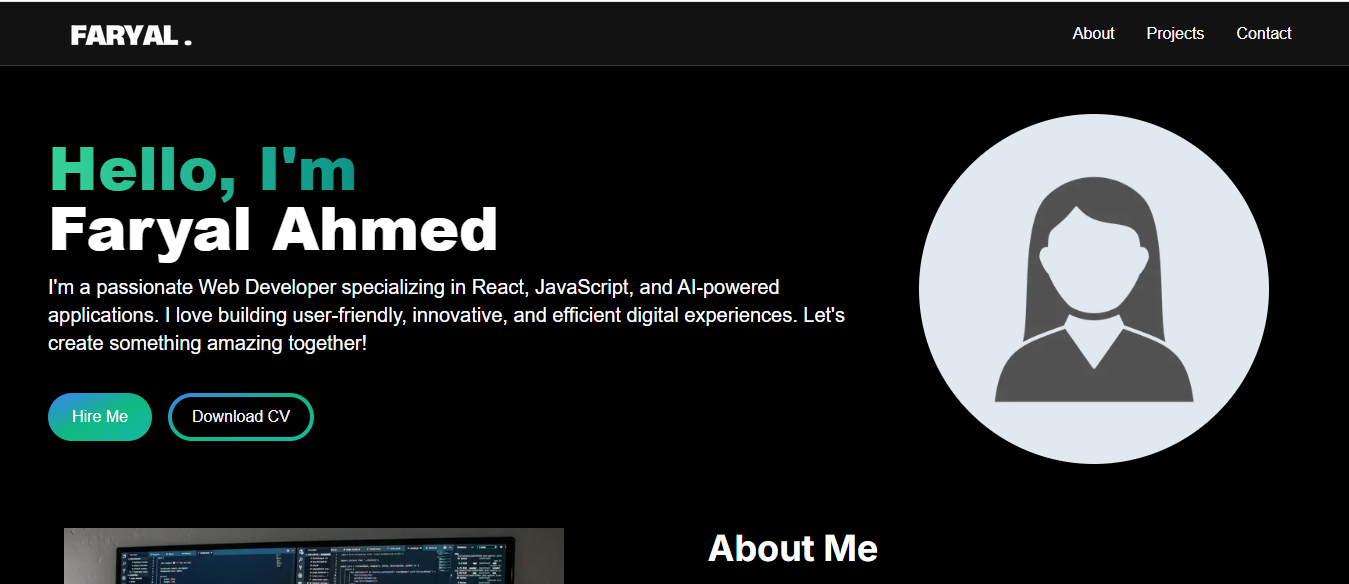 FARYAL .
About Projects Contact
Hello, I'm
Faryal Ahmed
I'm a passionate Web Developer specializing in React, JavaScript, and AI-powered
applications. I love building user-friendly, innovative, and efficient digital experiences. Let's
create something amazing together!
Hire Me
Download CV
About Me